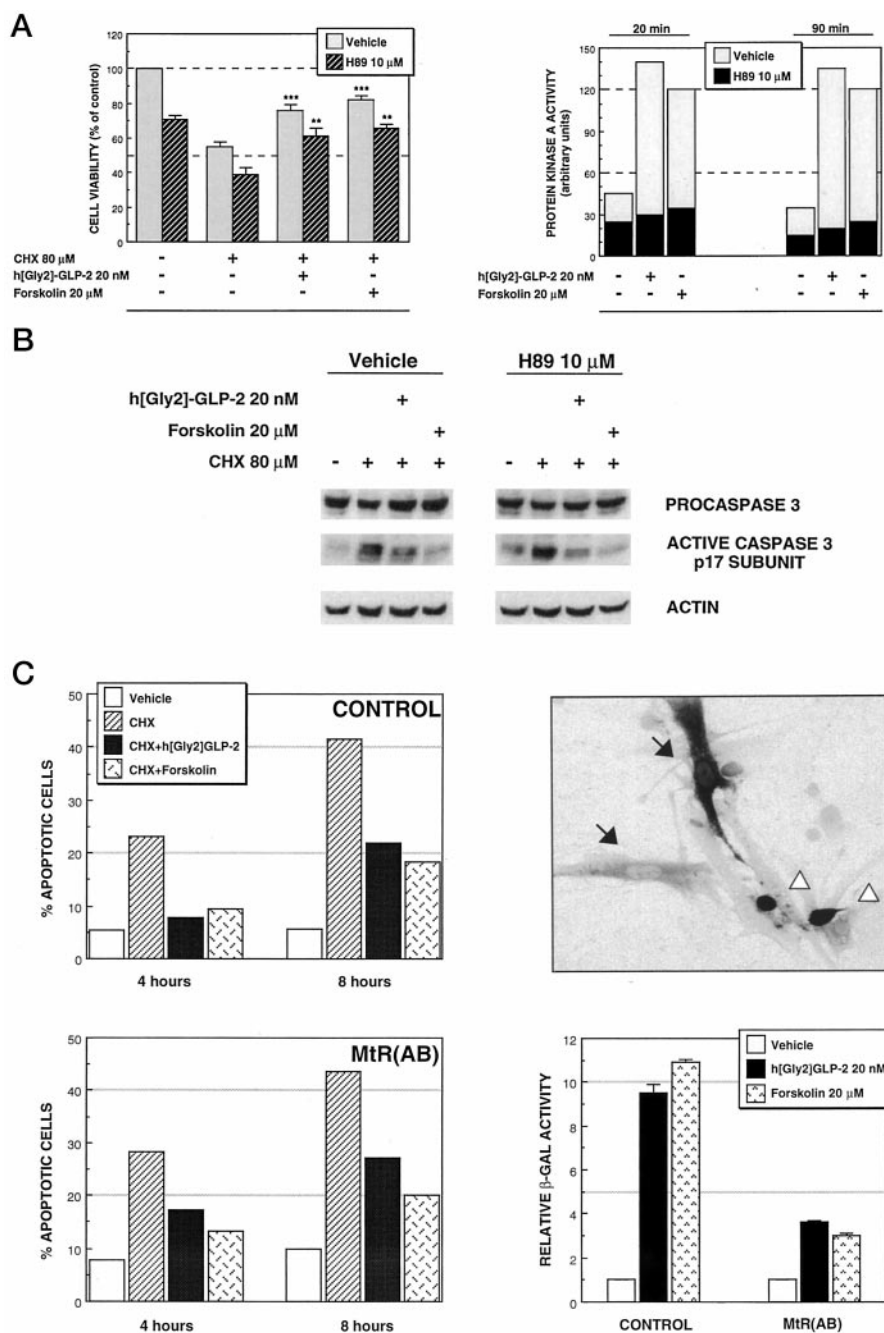 A
Vehicle
H89 10 μM
CELL VIABILITY (% of control)
120
100
80
60
40
20
0
*** ** *** **
CHX 80 μM - + + +
h[Gly2]-GLP-2 20 nM - - + -
Forskolin 20 μM - - - +
20 min 90 min
Vehicle
H89 10 μM
PROTEIN KINASE A ACTIVITY
(arbitrary units)
150
120
90
60
30
0
h[Gly2]-GLP-2 20 nM - + - - + -
Forskolin 20 μM - - + - - +
B
Vehicle H89 10 μM
h[Gly2]-GLP-2 20 nM + +
Forskolin 20 μM + +
CHX 80 μM - + + + - + + +
PROCASPASE 3
ACTIVE CASPASE 3
p17 SUBUNIT
ACTIN
C
Vehicle
CHX
CHX+h[Gly2]GLP-2
CHX+Forskolin
CONTROL
% APOPTOTIC CELLS
50
40
30
20
10
0
4 hours 8 hours
MtR(AB)
% APOPTOTIC CELLS
50
40
30
20
10
0
4 hours 8 hours
Vehicle
h[Gly2]GLP-2 20 nM
Forskolin 20 μM
RELATIVE β-GAL ACTIVITY
12
10
8
6
4
2
0
CONTROL MtR(AB)